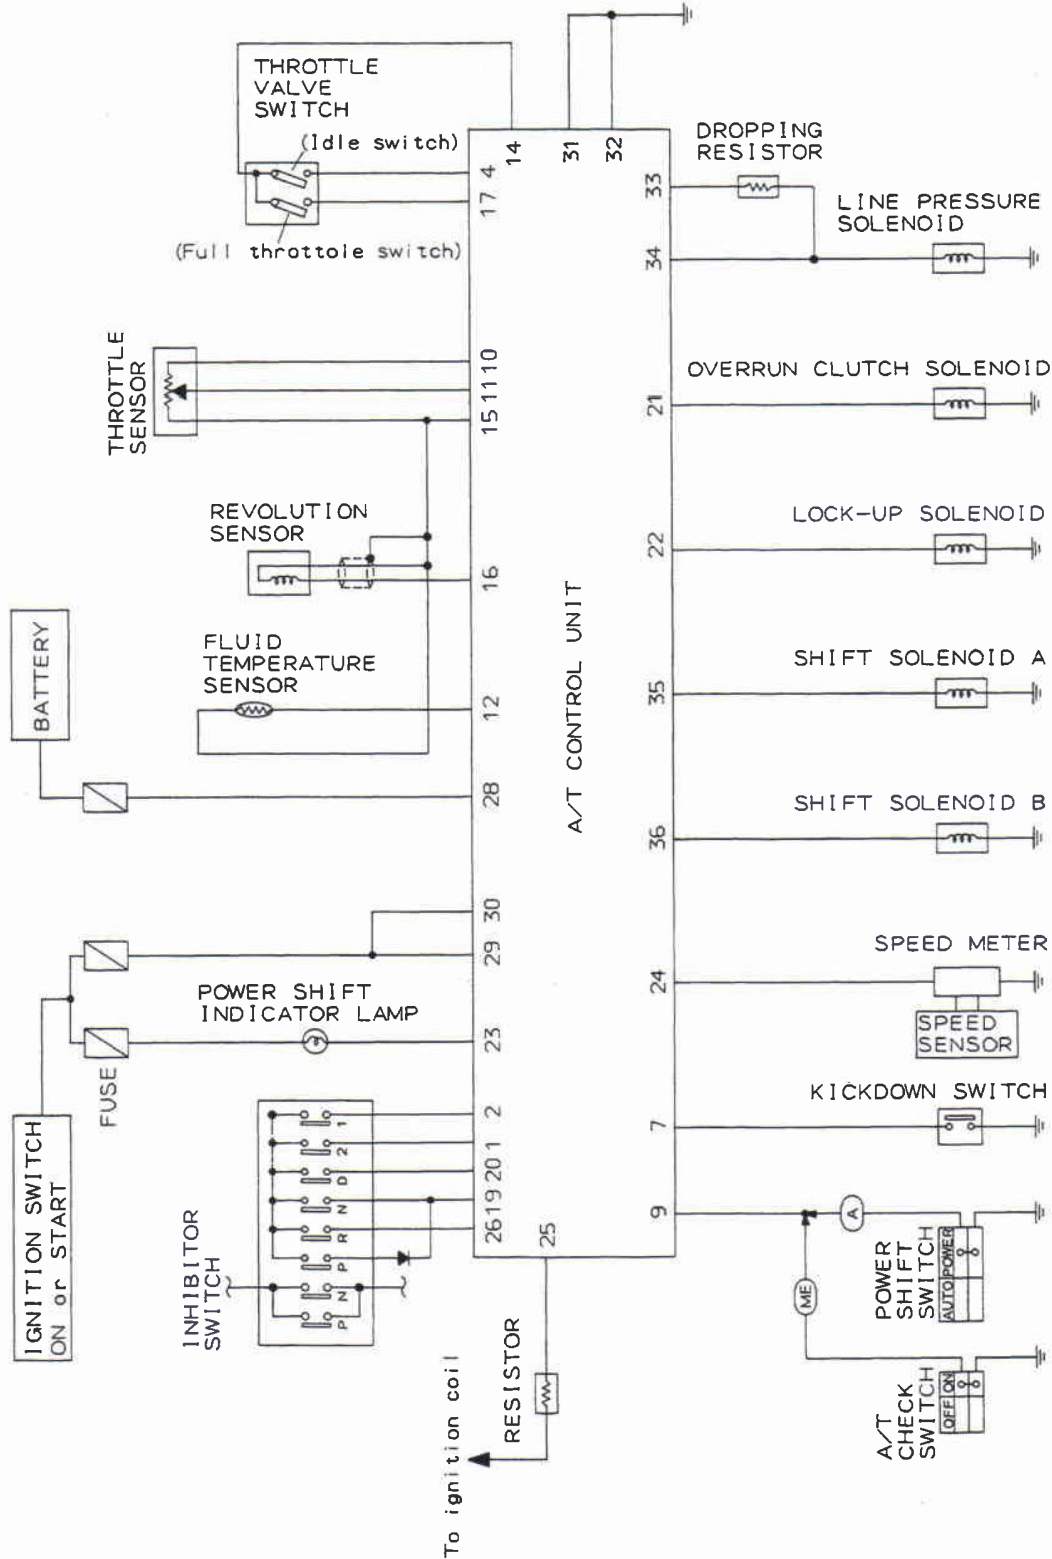 THROTTLE
VALVE
SWITCH
(Idle switch)
(Full throttole switch)
14
31
32
4
17
33
34
DROPPING
RESISTOR
LINE PRESSURE
SOLENOID
THROTTLE
SENSOR
10
11
15
21
OVERRUN CLUTCH SOLENOID
REVOLUTION
SENSOR
16
22
LOCK-UP SOLENOID
BATTERY
FLUID
TEMPERATURE
SENSOR
12
28
A/T CONTROL UNIT
35
SHIFT SOLENOID A
36
SHIFT SOLENOID B
30
29
24
SPEED METER
SPEED
SENSOR
POWER SHIFT
INDICATOR LAMP
23
FUSE
IGNITION SWITCH
ON or START
INHIBITOR
SWITCH
1
2
D
N
R
P
N
P
2
1
20
19
26
25
7
KICKDOWN SWITCH
9
A
ME
POWER
SHIFT
SWITCH
AUTO POWER
A/T
CHECK
SWITCH
OFF ON
RESISTOR
To ignition coil